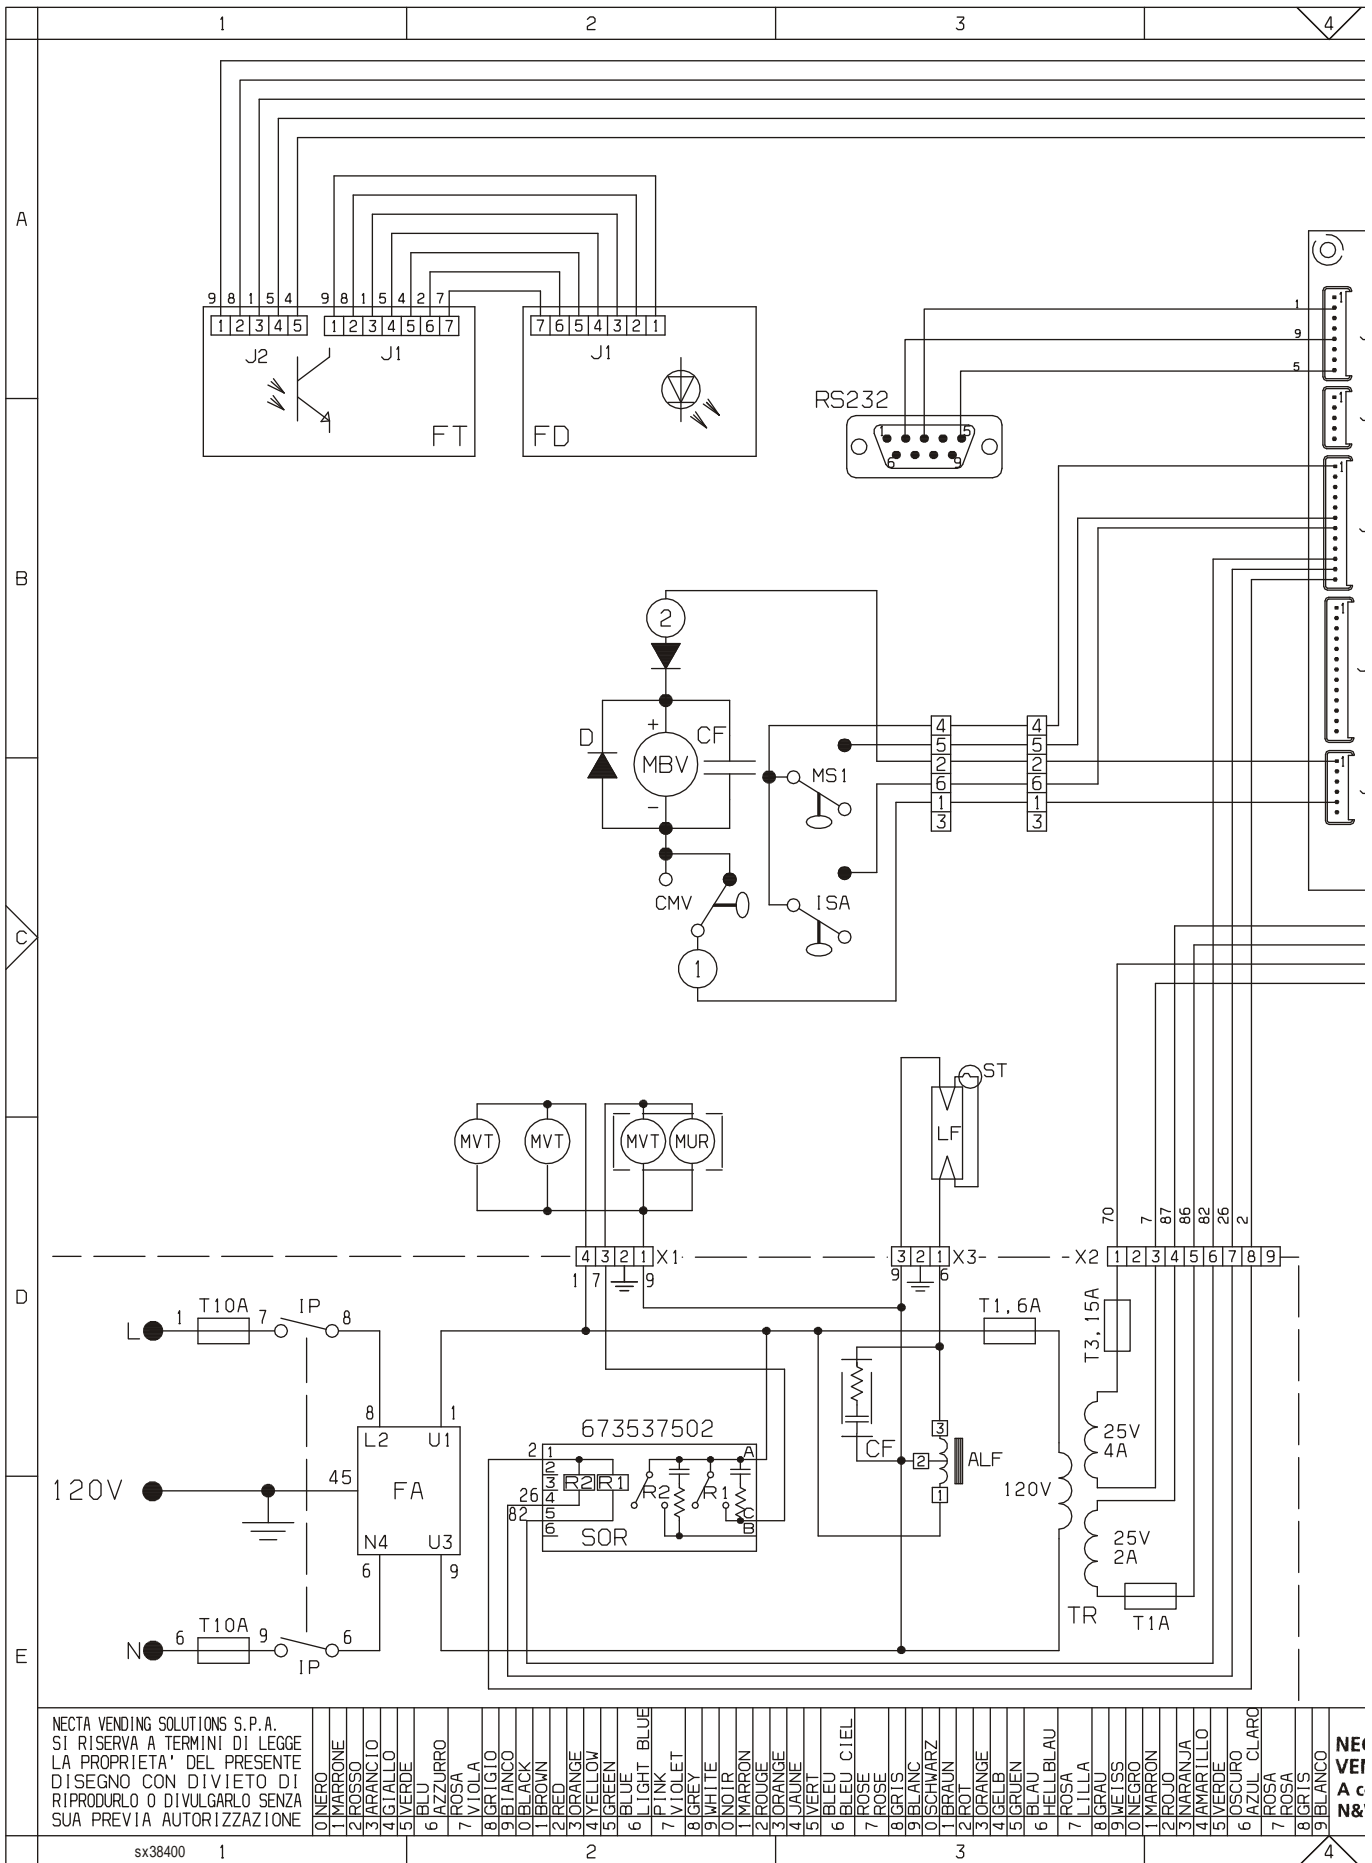 1 2 3 4
A
9 8 1 5 4 9 8 1 5 4 2 7
1 2 3 4 5 1 2 3 4 5 6 7 7 6 5 4 3 2 1
J2 J1 J1
FT FD
1
9
5
1
RS232
1 5
6 9
1
1
B
1
1
2
D + CF
MBV
-
MS1
4 4
5 5
2 2
6 6
1 1
3 3
CMV
ISA
1
C
ST
LF
MVT MVT MVT MUR
70 7 87 86 82 26 2
4 3 2 1 X1 3 2 1 X3 X2 1 2 3 4 5 6 7 8 9
1 7 9 9 6
D
L 1 T10A 7 IP 8
T1,6A
T3,15A
8 1
L2 U1
673537502
2 1 A
2
3 R2 R1 R2 R1
26 4
82 5 C
6 B
SOR
CF
3
2
1
ALF
120V
25V
4A
25V
2A
TR
T1A
120V
45
FA
N4 U3
6 9
N 6 T10A 9 IP 6
E
NECTA VENDING SOLUTIONS S.P.A.
SI RISERVA A TERMINI DI LEGGE
LA PROPRIETA' DEL PRESENTE
DISEGNO CON DIVIETO DI
RIPRODURLO O DIVULGARLO SENZA
SUA PREVIA AUTORIZZAZIONE
0 NERO
1 MARRONE
2 ROSSO
3 ARANCIO
4 GIALLO
5 VERDE
6 BLU
AZZURRO
7 ROSA
VIOLA
8 GRIGIO
9 BIANCO
0 BLACK
1 BROWN
2 RED
3 ORANGE
4 YELLOW
5 GREEN
6 BLUE
LIGHT BLUE
7 PINK
VIOLET
8 GREY
9 WHITE
0 NOIR
1 MARRON
2 ROUGE
3 ORANGE
4 JAUNE
5 VERT
6 BLEU
BLEU CIEL
7 ROSE
ROSE
8 GRIS
9 BLANC
0 SCHWARZ
1 BRAUN
2 ROT
3 ORANGE
4 GELB
5 GRUEN
6 BLAU
HELLBLAU
7 ROSA
LILLA
8 GRAU
9 WEISS
0 NEGRO
1 MARRON
2 ROJO
3 NARANJA
4 AMARILLO
5 VERDE
6 OSCURO
AZUL CLARO
7 ROSA
ROSA
8 GRIS
9 BLANCO
sx38400 1 2 3 4